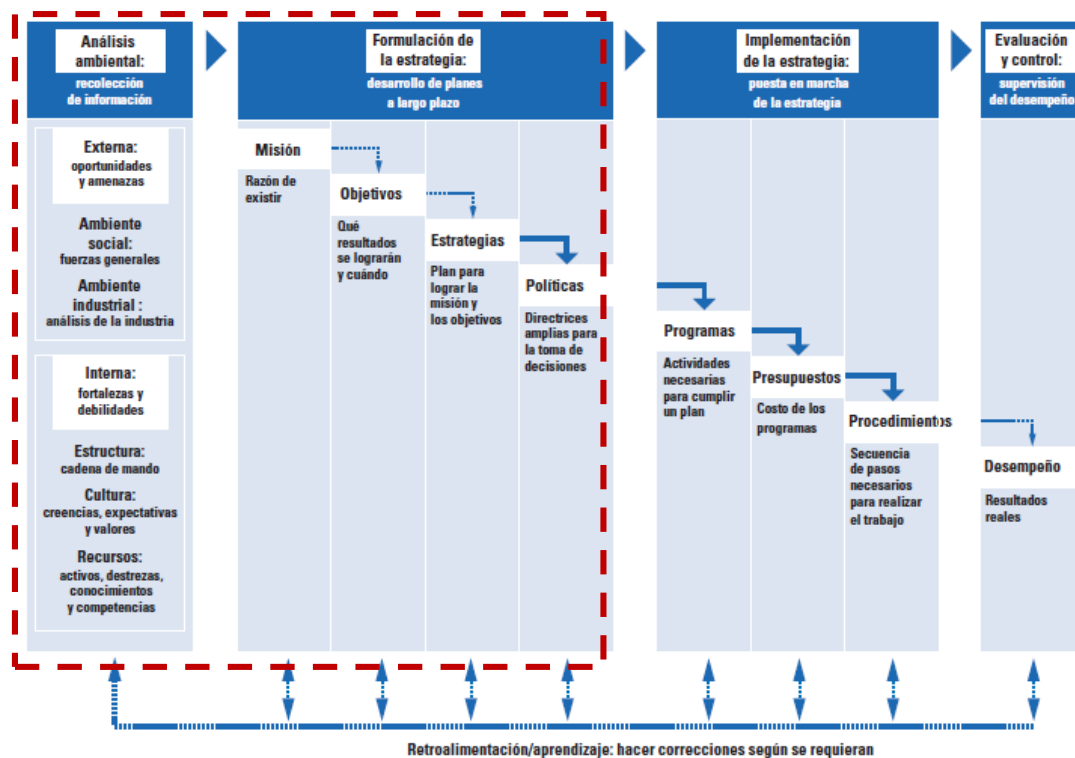 Análisis
ambiental:
recolección
de información
Formulación de
la estrategia:
desarrollo de planes
a largo plazo
Implementación
de la estrategia:
puesta en marcha
de la estrategia
Evaluación
y control:
supervisión
del desempeño
Externa:
oportunidades
y amenazas
Ambiente
social:
fuerzas generales
Ambiente
industrial :
análisis de la industria
Interna:
fortalezas y
debilidades
Estructura:
cadena de mando
Cultura:
creencias, expectativas
y valores
Recursos:
activos, destrezas,
conocimientos
y competencias
Misión
Razón de
existir
Objetivos
Qué
resultados
se lograrán
y cuándo
Estrategias
Plan para
lograr la
misión y
los objetivos
Políticas
Directrices
amplias para
la toma de
decisiones
Programas
Actividades
necesarias
para cumplir
un plan
Presupuestos
Costo de los
programas
Procedimientos
Secuencia
de pasos
necesarios
para realizar
el trabajo
Desempeño
Resultados
reales
Retroalimentación/aprendizaje: hacer correcciones según se requieran